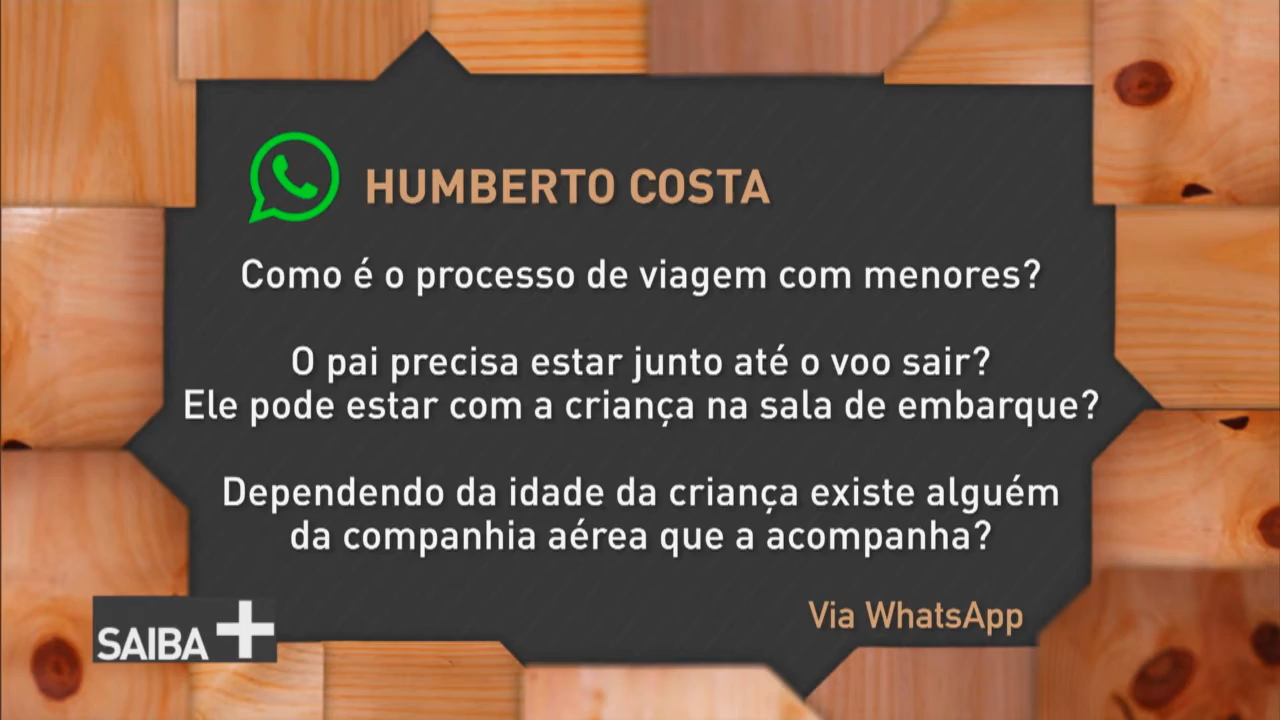 HUMBERTO COSTA
Como é o processo de viagem com menores?
O pai precisa estar junto até o voo sair?
Ele pode estar com a criança na sala de embarque?
Dependendo da idade da criança existe alguém
da companhia aérea que a acompanha?
Via WhatsApp
SAIBA+